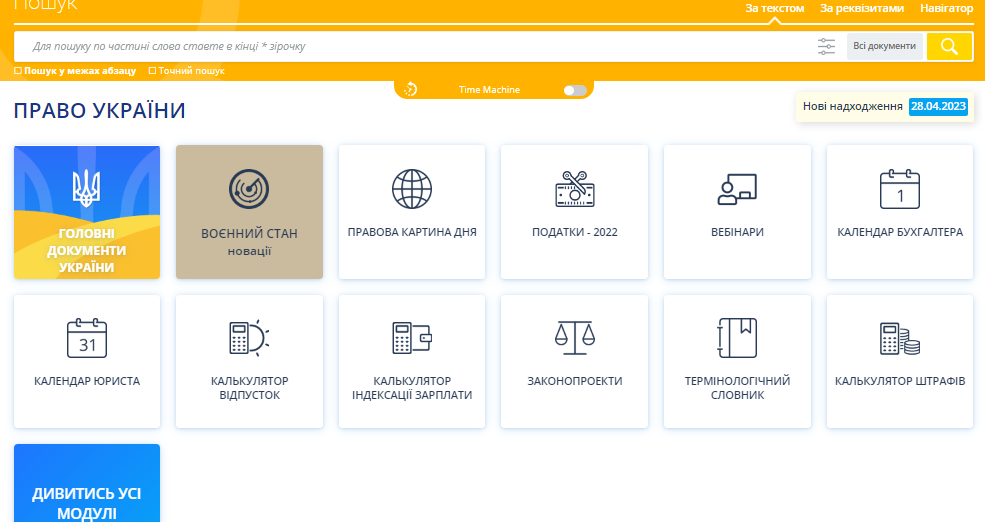 Пошук
За текстом За реквізитами Навігатор
Для пошуку по частині слова ставте в кінці * зірочку
Всі документи
Пошук у межах абзацу Точний пошук
Time Machine
ПРАВО УКРАЇНИ
Нові надходження 28.04.2023
ГОЛОВНІ
ДОКУМЕНТИ
УКРАЇНИ
ВОЄННИЙ СТАН
новації
ПРАВОВА КАРТИНА ДНЯ
ПОДАТКИ - 2022
ВЕБІНАРИ
1
КАЛЕНДАР БУХГАЛТЕРА
31
КАЛЕНДАР ЮРИСТА
КАЛЬКУЛЯТОР
ВІДПУСТОК
КАЛЬКУЛЯТОР
ІНДЕКСАЦІЇ ЗАРПЛАТИ
ЗАКОНОПРОЕКТИ
ТЕРМІНОЛОГІЧНИЙ
СЛОВНИК
КАЛЬКУЛЯТОР ШТРАФІВ
ДИВИТИСЬ УСІ
МОДУЛІ